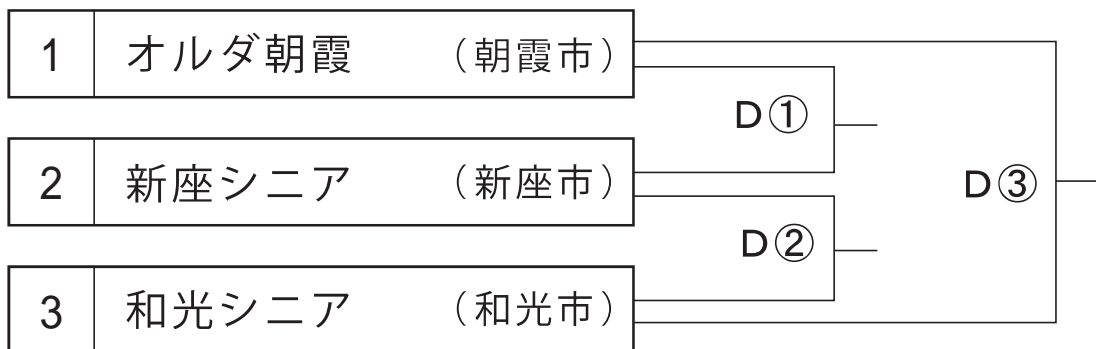 1 オルダ朝霞 （朝霞市）
D①
2 新座シニア （新座市）
D③
D②
3 和光シニア （和光市）